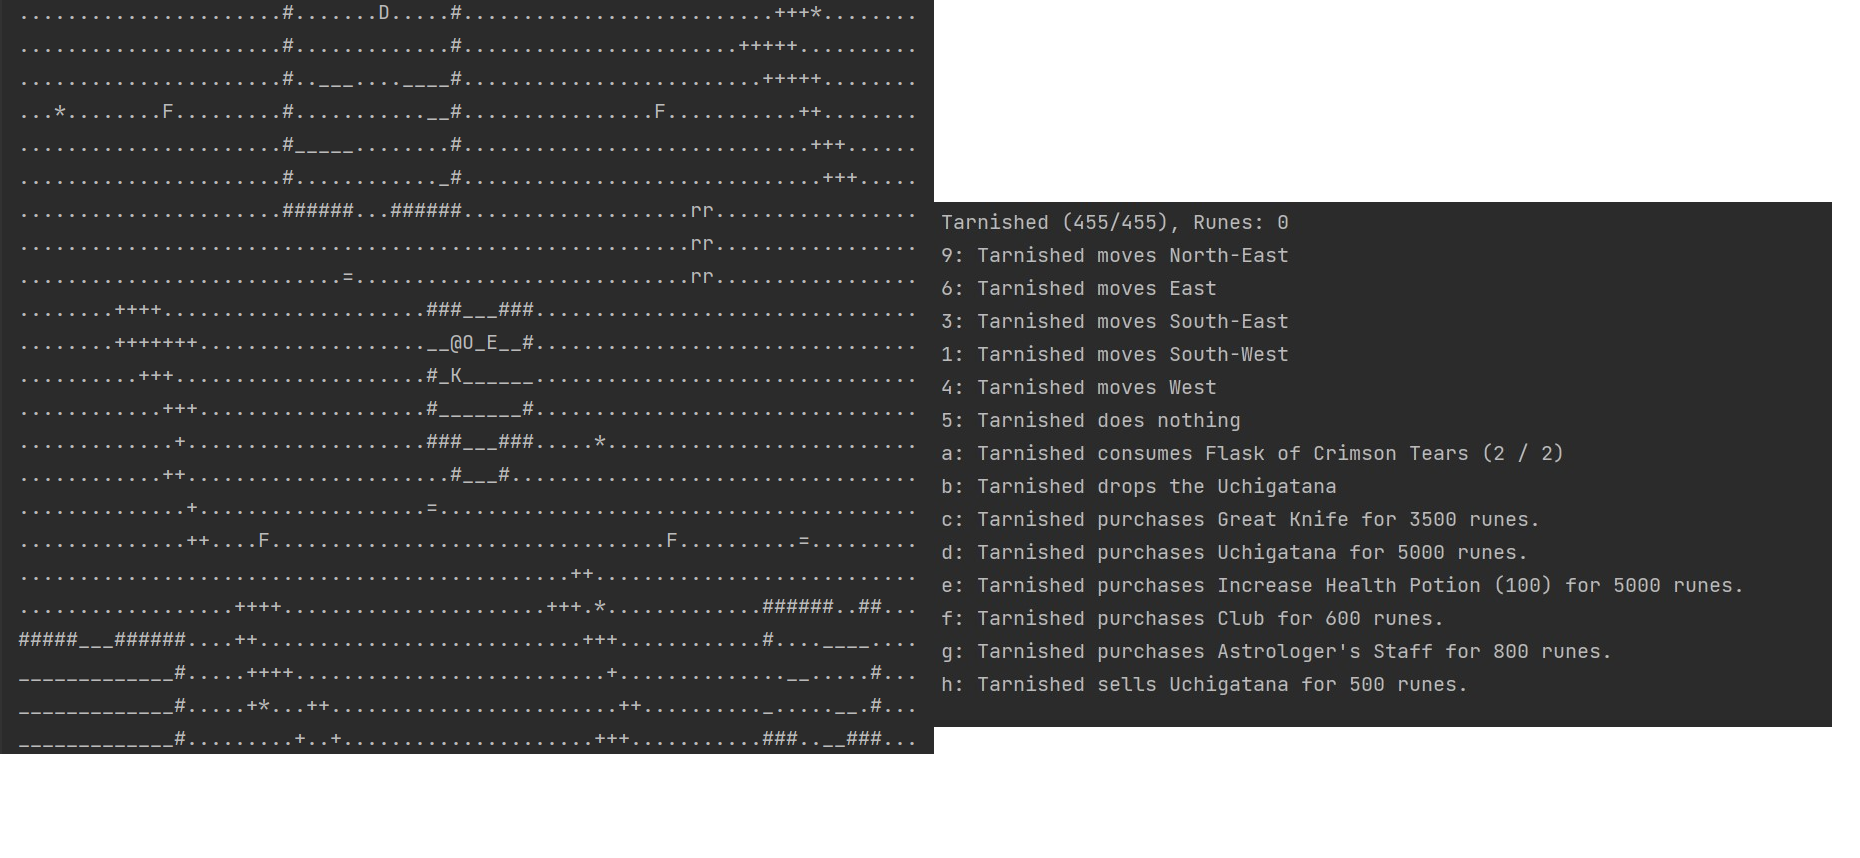 ......................#.......D.....#..........................+++*........
......................#.............#.......................+++++..........
......................#..___....____#.........................+++++........
...*........F.........#...........__#................F...........++........
......................#_____........#.............................+++......
......................#............_#..............................+++.....
......................######...######...................rr.................
........................................................rr.................
...........................=............................rr.................
........++++......................###___###................................
........+++++++...................__@O_E__#................................
..........+++.....................#_K______................................
............+++...................#_______#................................
.............+....................###___###.....*..........................
............++......................#___#..................................
..............+...................=........................................
..............++....F.................................F..........=.........
..............................................++...........................
..................++++......................+++.*.............######..##...
#####___######....++...........................+++............#....____....
_____________#.....++++..........................+..............__.....#...
_____________#.....+*...++........................++.........._.....__.#...
_____________#.........+..+.....................+++...........###..__###...
Tarnished (455/455), Runes: 0
9: Tarnished moves North-East
6: Tarnished moves East
3: Tarnished moves South-East
1: Tarnished moves South-West
4: Tarnished moves West
5: Tarnished does nothing
a: Tarnished consumes Flask of Crimson Tears (2 / 2)
b: Tarnished drops the Uchigatana
c: Tarnished purchases Great Knife for 3500 runes.
d: Tarnished purchases Uchigatana for 5000 runes.
e: Tarnished purchases Increase Health Potion (100) for 5000 runes.
f: Tarnished purchases Club for 600 runes.
g: Tarnished purchases Astrologer's Staff for 800 runes.
h: Tarnished sells Uchigatana for 500 runes.